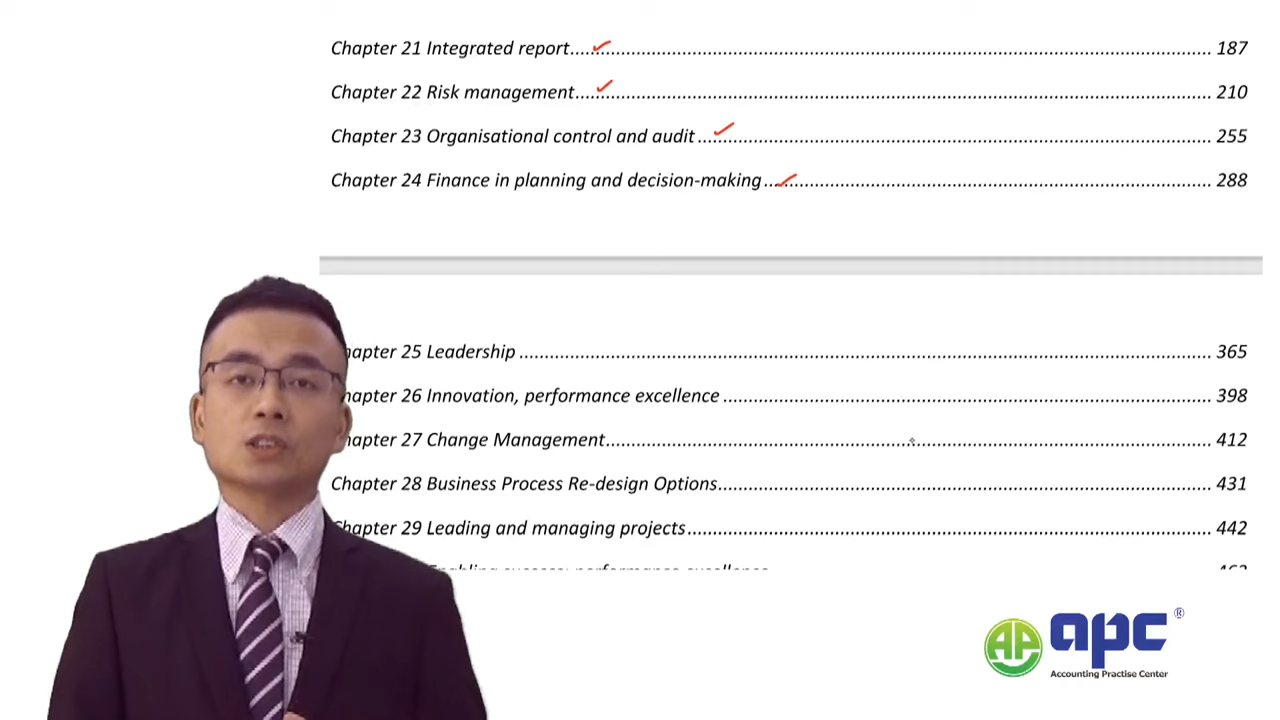 Chapter 21 Integrated report 187
Chapter 22 Risk management 210
Chapter 23 Organisational control and audit 255
Chapter 24 Finance in planning and decision-making 288
hapter 25 Leadership 365
hapter 26 Innovation, performance excellence 398
hapter 27 Change Management 412
Chapter 28 Business Process Re-design Options 431
Chapter 29 Leading and managing projects 442
AP apc ®
Accounting Practise Center